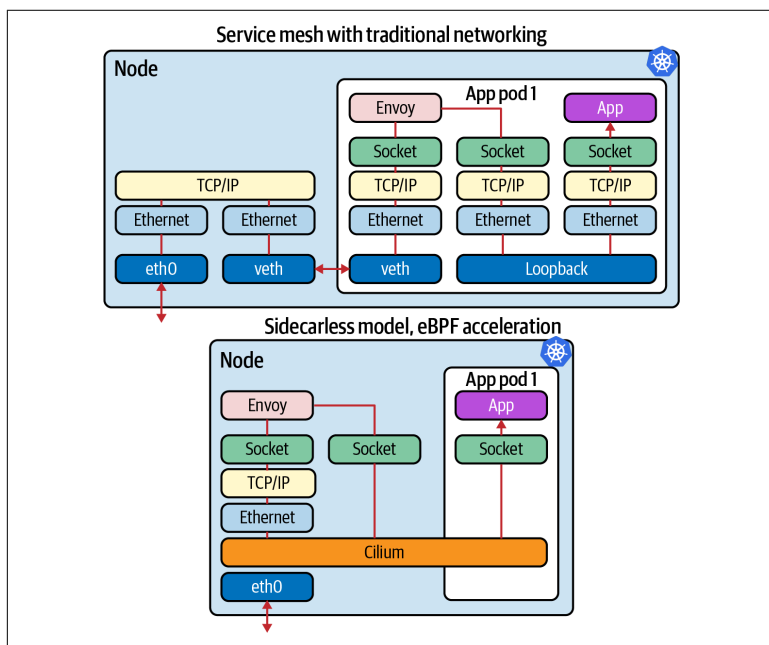 Service mesh with traditional networking
Node
App pod 1
Envoy
App
Socket
Socket
Socket
TCP/IP
TCP/IP
TCP/IP
TCP/IP
Ethernet
Ethernet
Ethernet
Ethernet
Ethernet
eth0
veth
veth
Loopback
Sidecarless model, eBPF acceleration
Node
App pod 1
Envoy
App
Socket
Socket
Socket
TCP/IP
Ethernet
Cilium
eth0